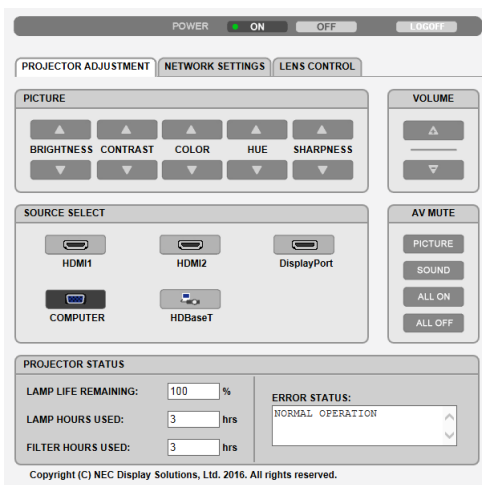 POWER ON OFF LOGOFF
PROJECTOR ADJUSTMENT NETWORK SETTINGS LENS CONTROL
PICTURE
BRIGHTNESS CONTRAST COLOR HUE SHARPNESS
VOLUME
SOURCE SELECT
HDMI1 HDMI2 DisplayPort
COMPUTER HDBaseT
AV MUTE
PICTURE
SOUND
ALL ON
ALL OFF
PROJECTOR STATUS
LAMP LIFE REMAINING: 100 %
LAMP HOURS USED: 3 hrs
FILTER HOURS USED: 3 hrs
ERROR STATUS:
NORMAL OPERATION
Copyright (C) NEC Display Solutions, Ltd. 2016. All rights reserved.